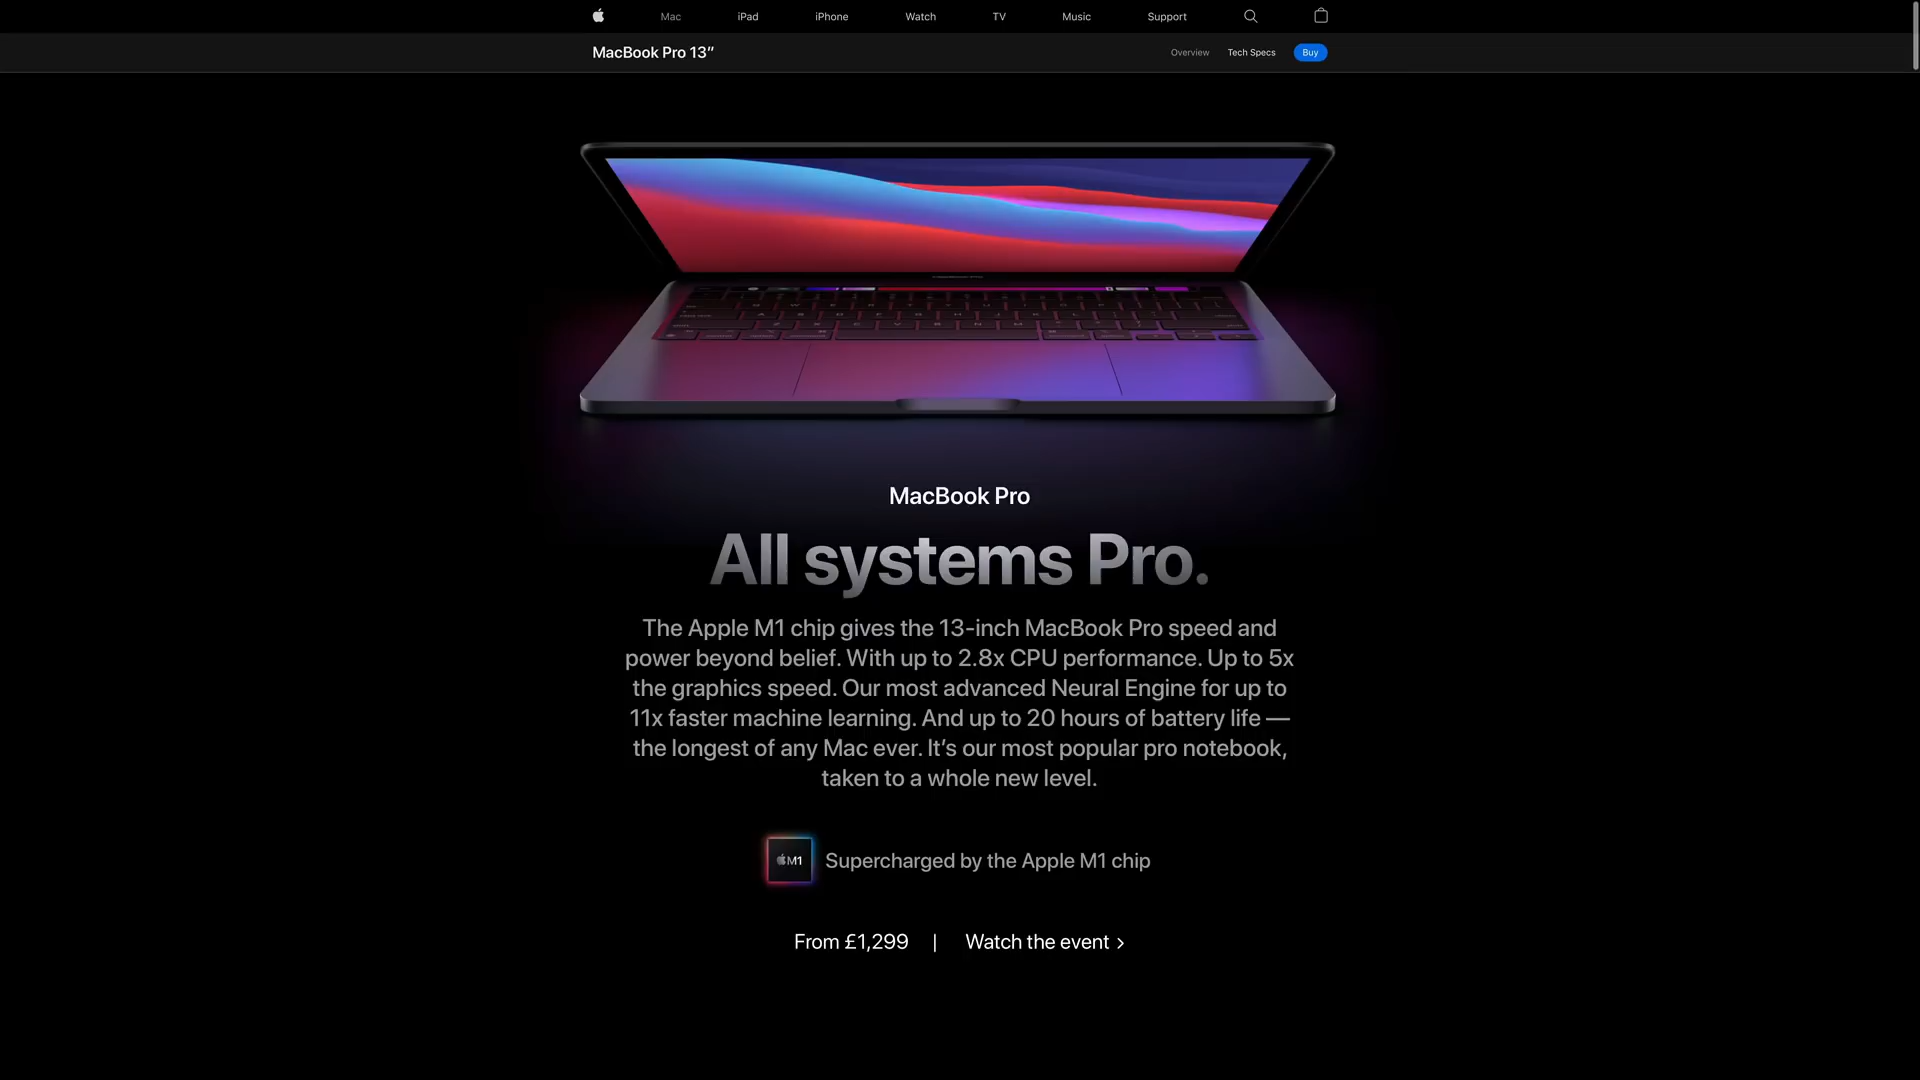 Mac
iPad
iPhone
Watch
TV
Music
Support
MacBook Pro 13″
Overview
Tech Specs
Buy
MacBook Pro
All systems Pro.
The Apple M1 chip gives the 13-inch MacBook Pro speed and
power beyond belief. With up to 2.8x CPU performance. Up to 5x
the graphics speed. Our most advanced Neural Engine for up to
11x faster machine learning. And up to 20 hours of battery life —
the longest of any Mac ever. It’s our most popular pro notebook,
taken to a whole new level.
M1
Supercharged by the Apple M1 chip
From £1,299 | Watch the event ›